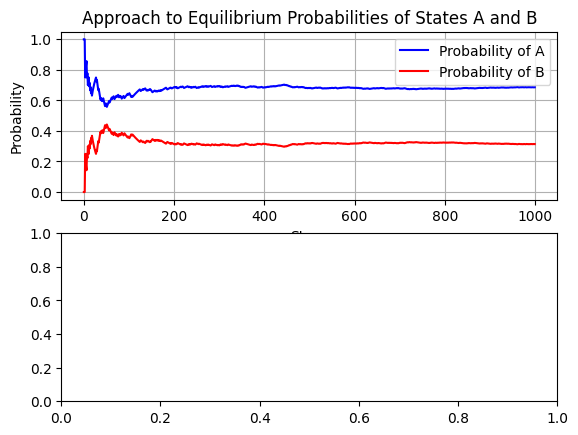 Approach to Equilibrium Probabilities of States A and B
1.0
0.8
0.6
0.4
0.2
0.0
Probability
Probability of A
Probability of B
0 200 400 600 800 1000
1.0
0.8
0.6
0.4
0.2
0.0
0.0 0.2 0.4 0.6 0.8 1.0